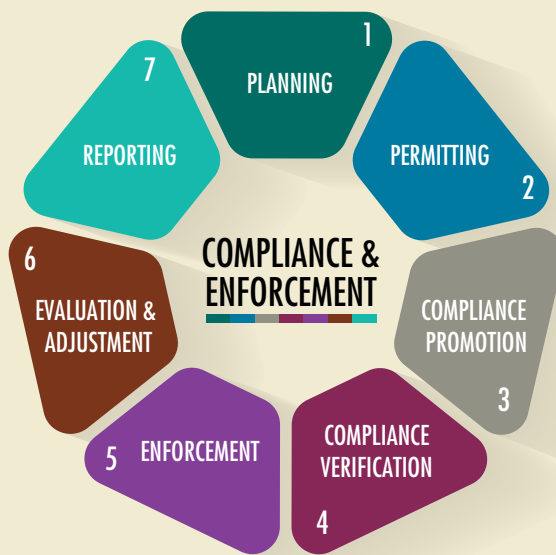 1
PLANNING
PERMITTING
2
COMPLIANCE
PROMOTION
3
COMPLIANCE
VERIFICATION
4
5
ENFORCEMENT
6
EVALUATION &
ADJUSTMENT
7
REPORTING
COMPLIANCE &
ENFORCEMENT